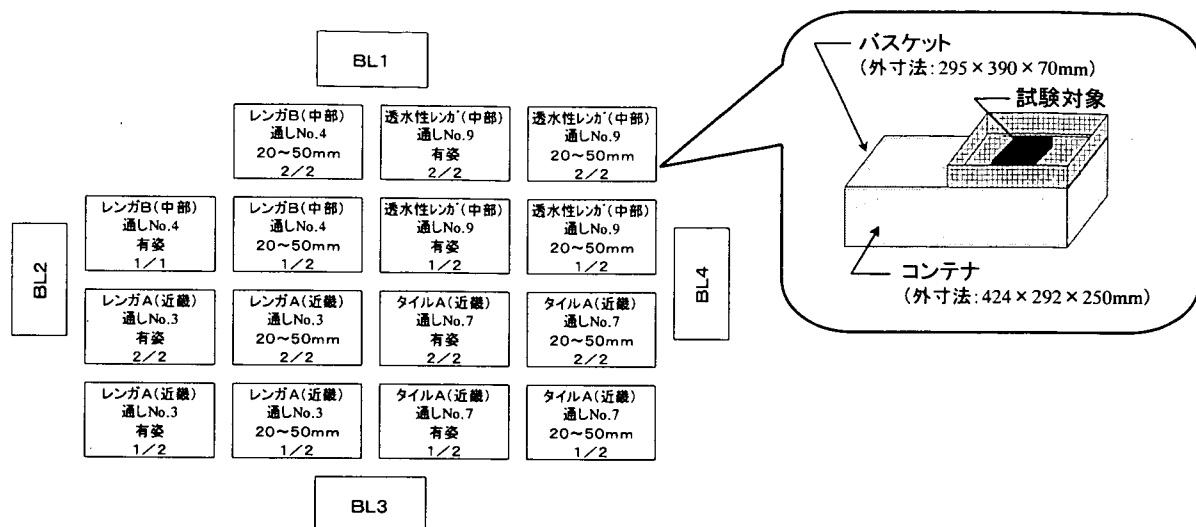 BL1
レンガB(中部)
通しNo.4
20~50mm
2/2
透水性レンガ(中部)
通しNo.9
有姿
2/2
透水性レンガ(中部)
通しNo.9
20~50mm
2/2
レンガB(中部)
通しNo.4
有姿
1/1
レンガB(中部)
通しNo.4
20~50mm
1/2
透水性レンガ(中部)
通しNo.9
有姿
1/2
透水性レンガ(中部)
通しNo.9
20~50mm
1/2
BL2
BL4
レンガA(近畿)
通しNo.3
有姿
2/2
レンガA(近畿)
通しNo.3
20~50mm
2/2
タイルA(近畿)
通しNo.7
有姿
2/2
タイルA(近畿)
通しNo.7
20~50mm
2/2
レンガA(近畿)
通しNo.3
有姿
1/2
レンガA(近畿)
通しNo.3
20~50mm
1/2
タイルA(近畿)
通しNo.7
有姿
1/2
タイルA(近畿)
通しNo.7
20~50mm
1/2
BL3
バスケット
(外寸法:295×390×70mm)
試験対象
コンテナ
(外寸法:424×292×250mm)